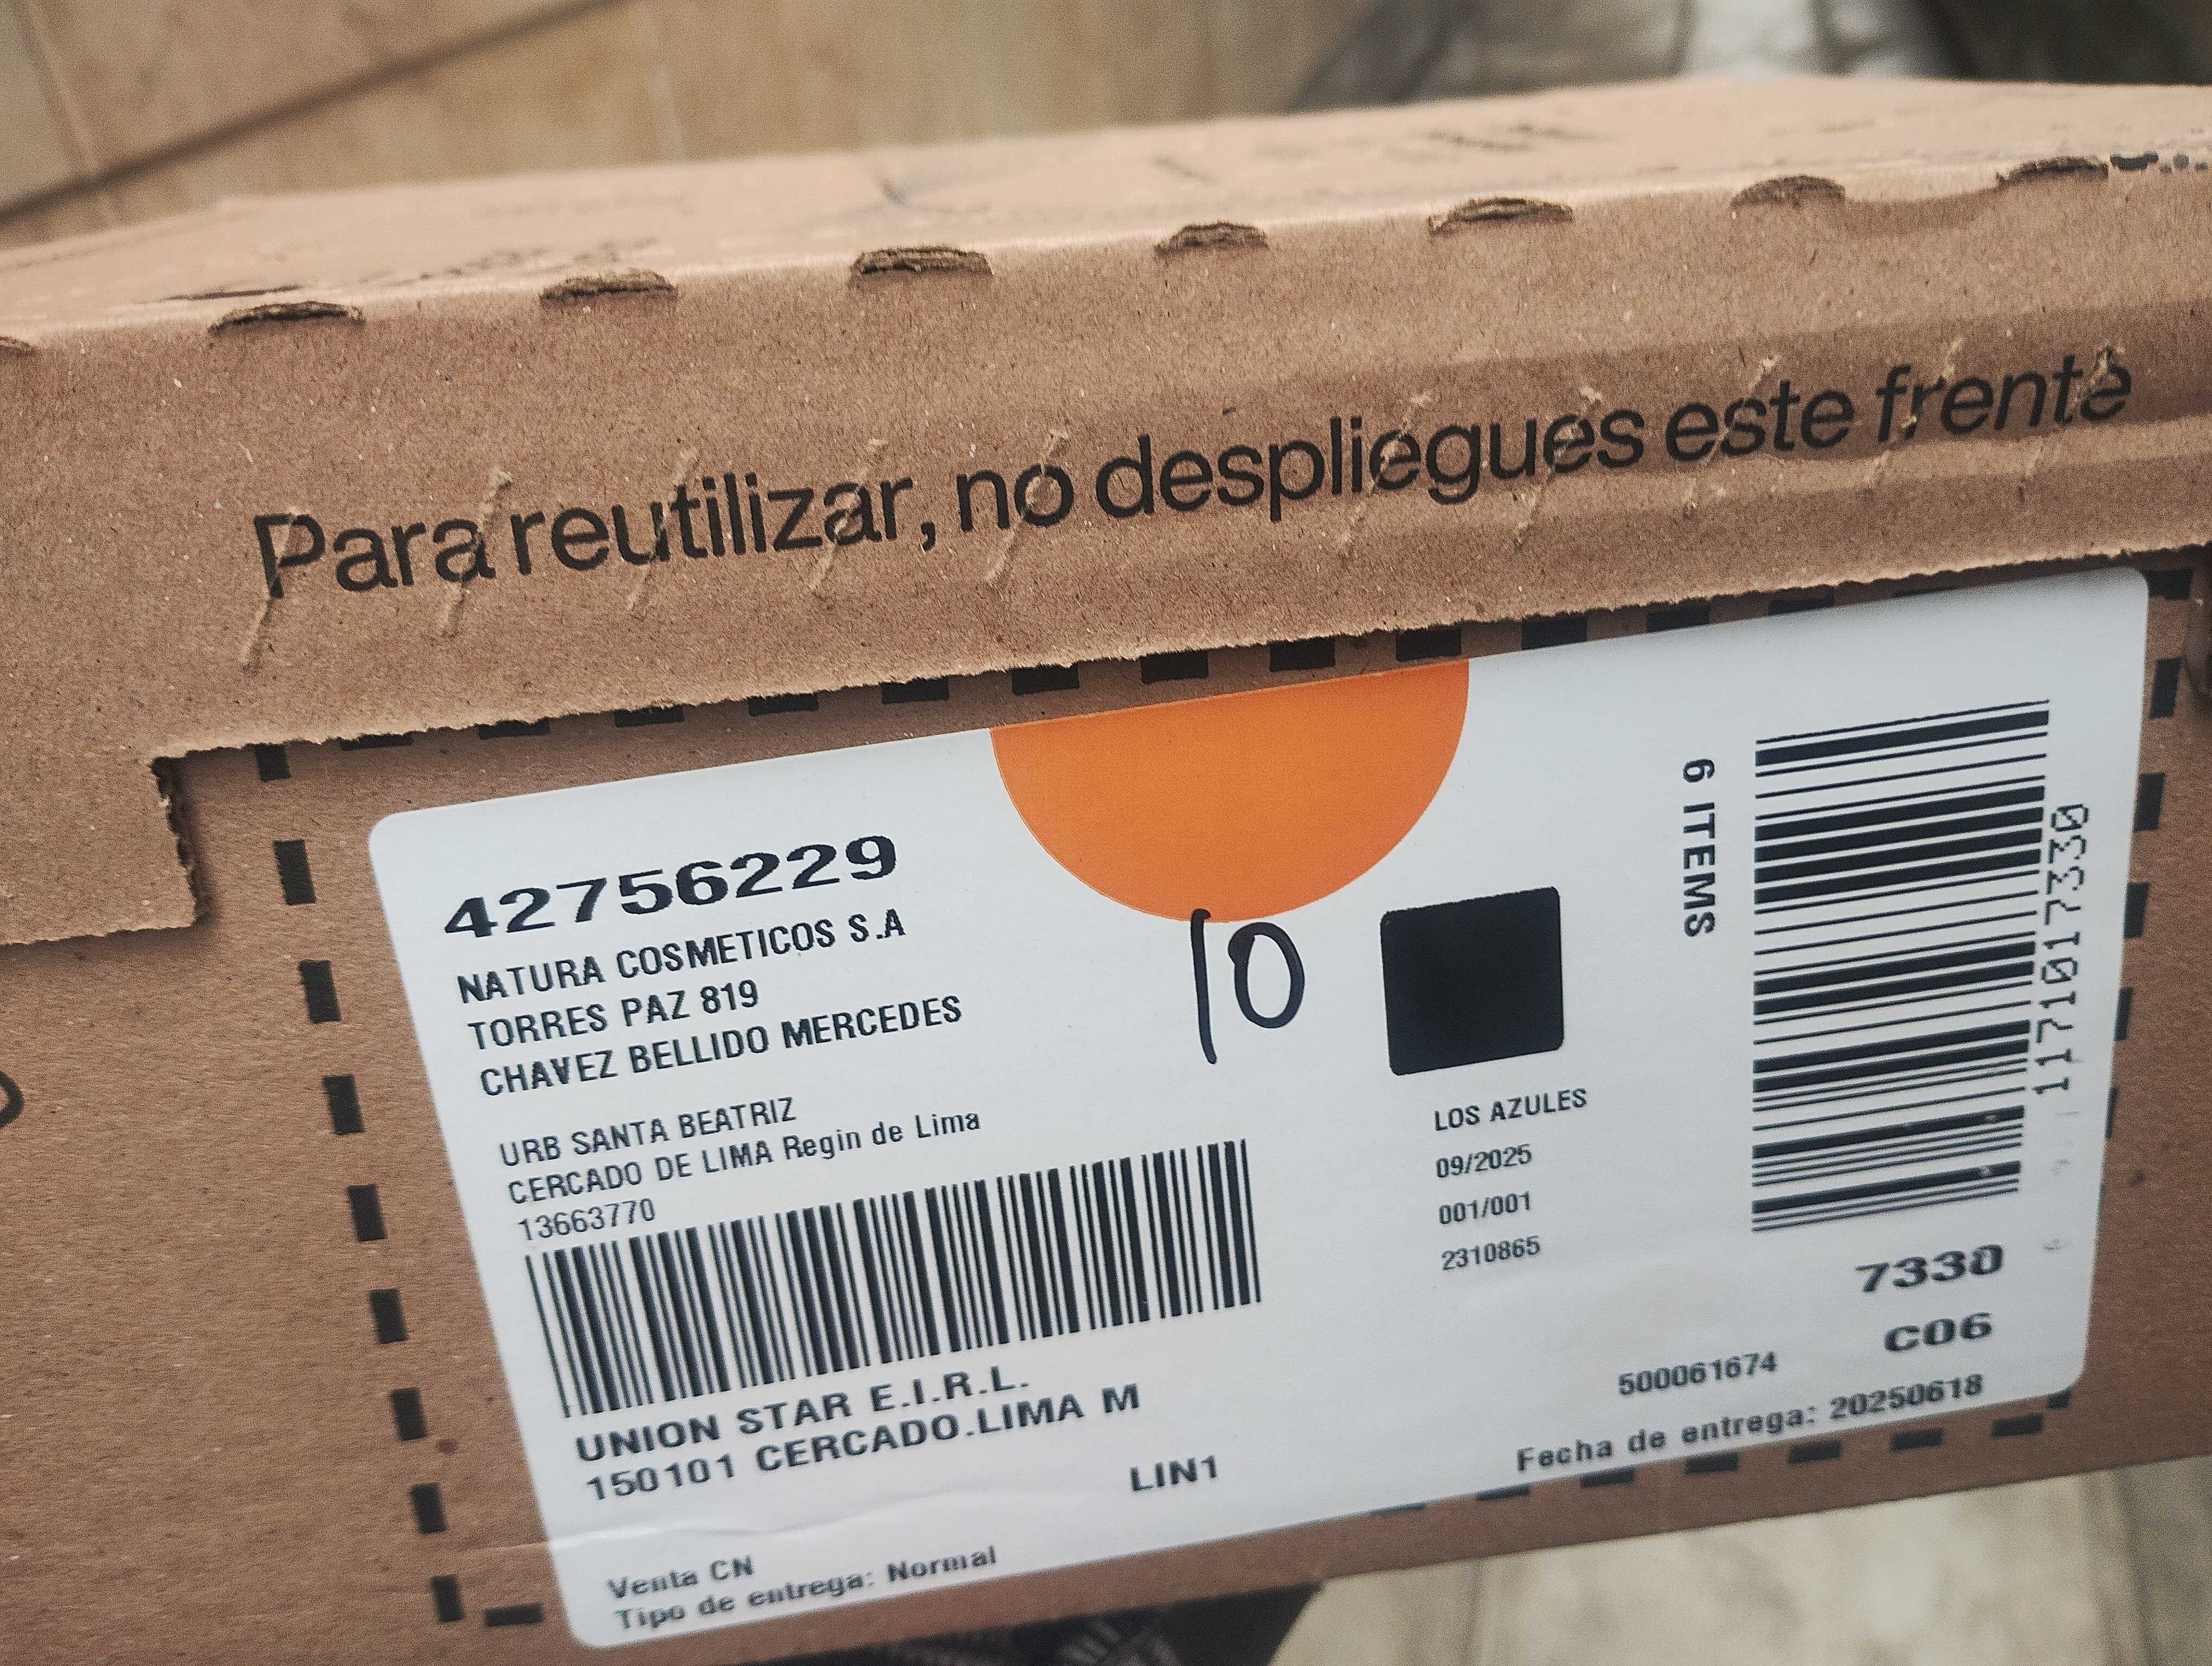 Para reutilizar, no despliegues este frente
42756229
NATURA COSMETICOS S.A
TORRES PAZ 819
CHAVEZ BELLIDO MERCEDES
URB SANTA BEATRIZ
CERCADO DE LIMA Regin de Lima
13663770
UNION STAR E.I.R.L.
150101 CERCADO.LIMA M
LIN1
Venta CN
Tipo de entrega: Normal
10
LOS AZULES
09/2025
001/001
2310865
6 ITEMS
1171017330
7330
C06
500061674
Fecha de entrega: 20250618